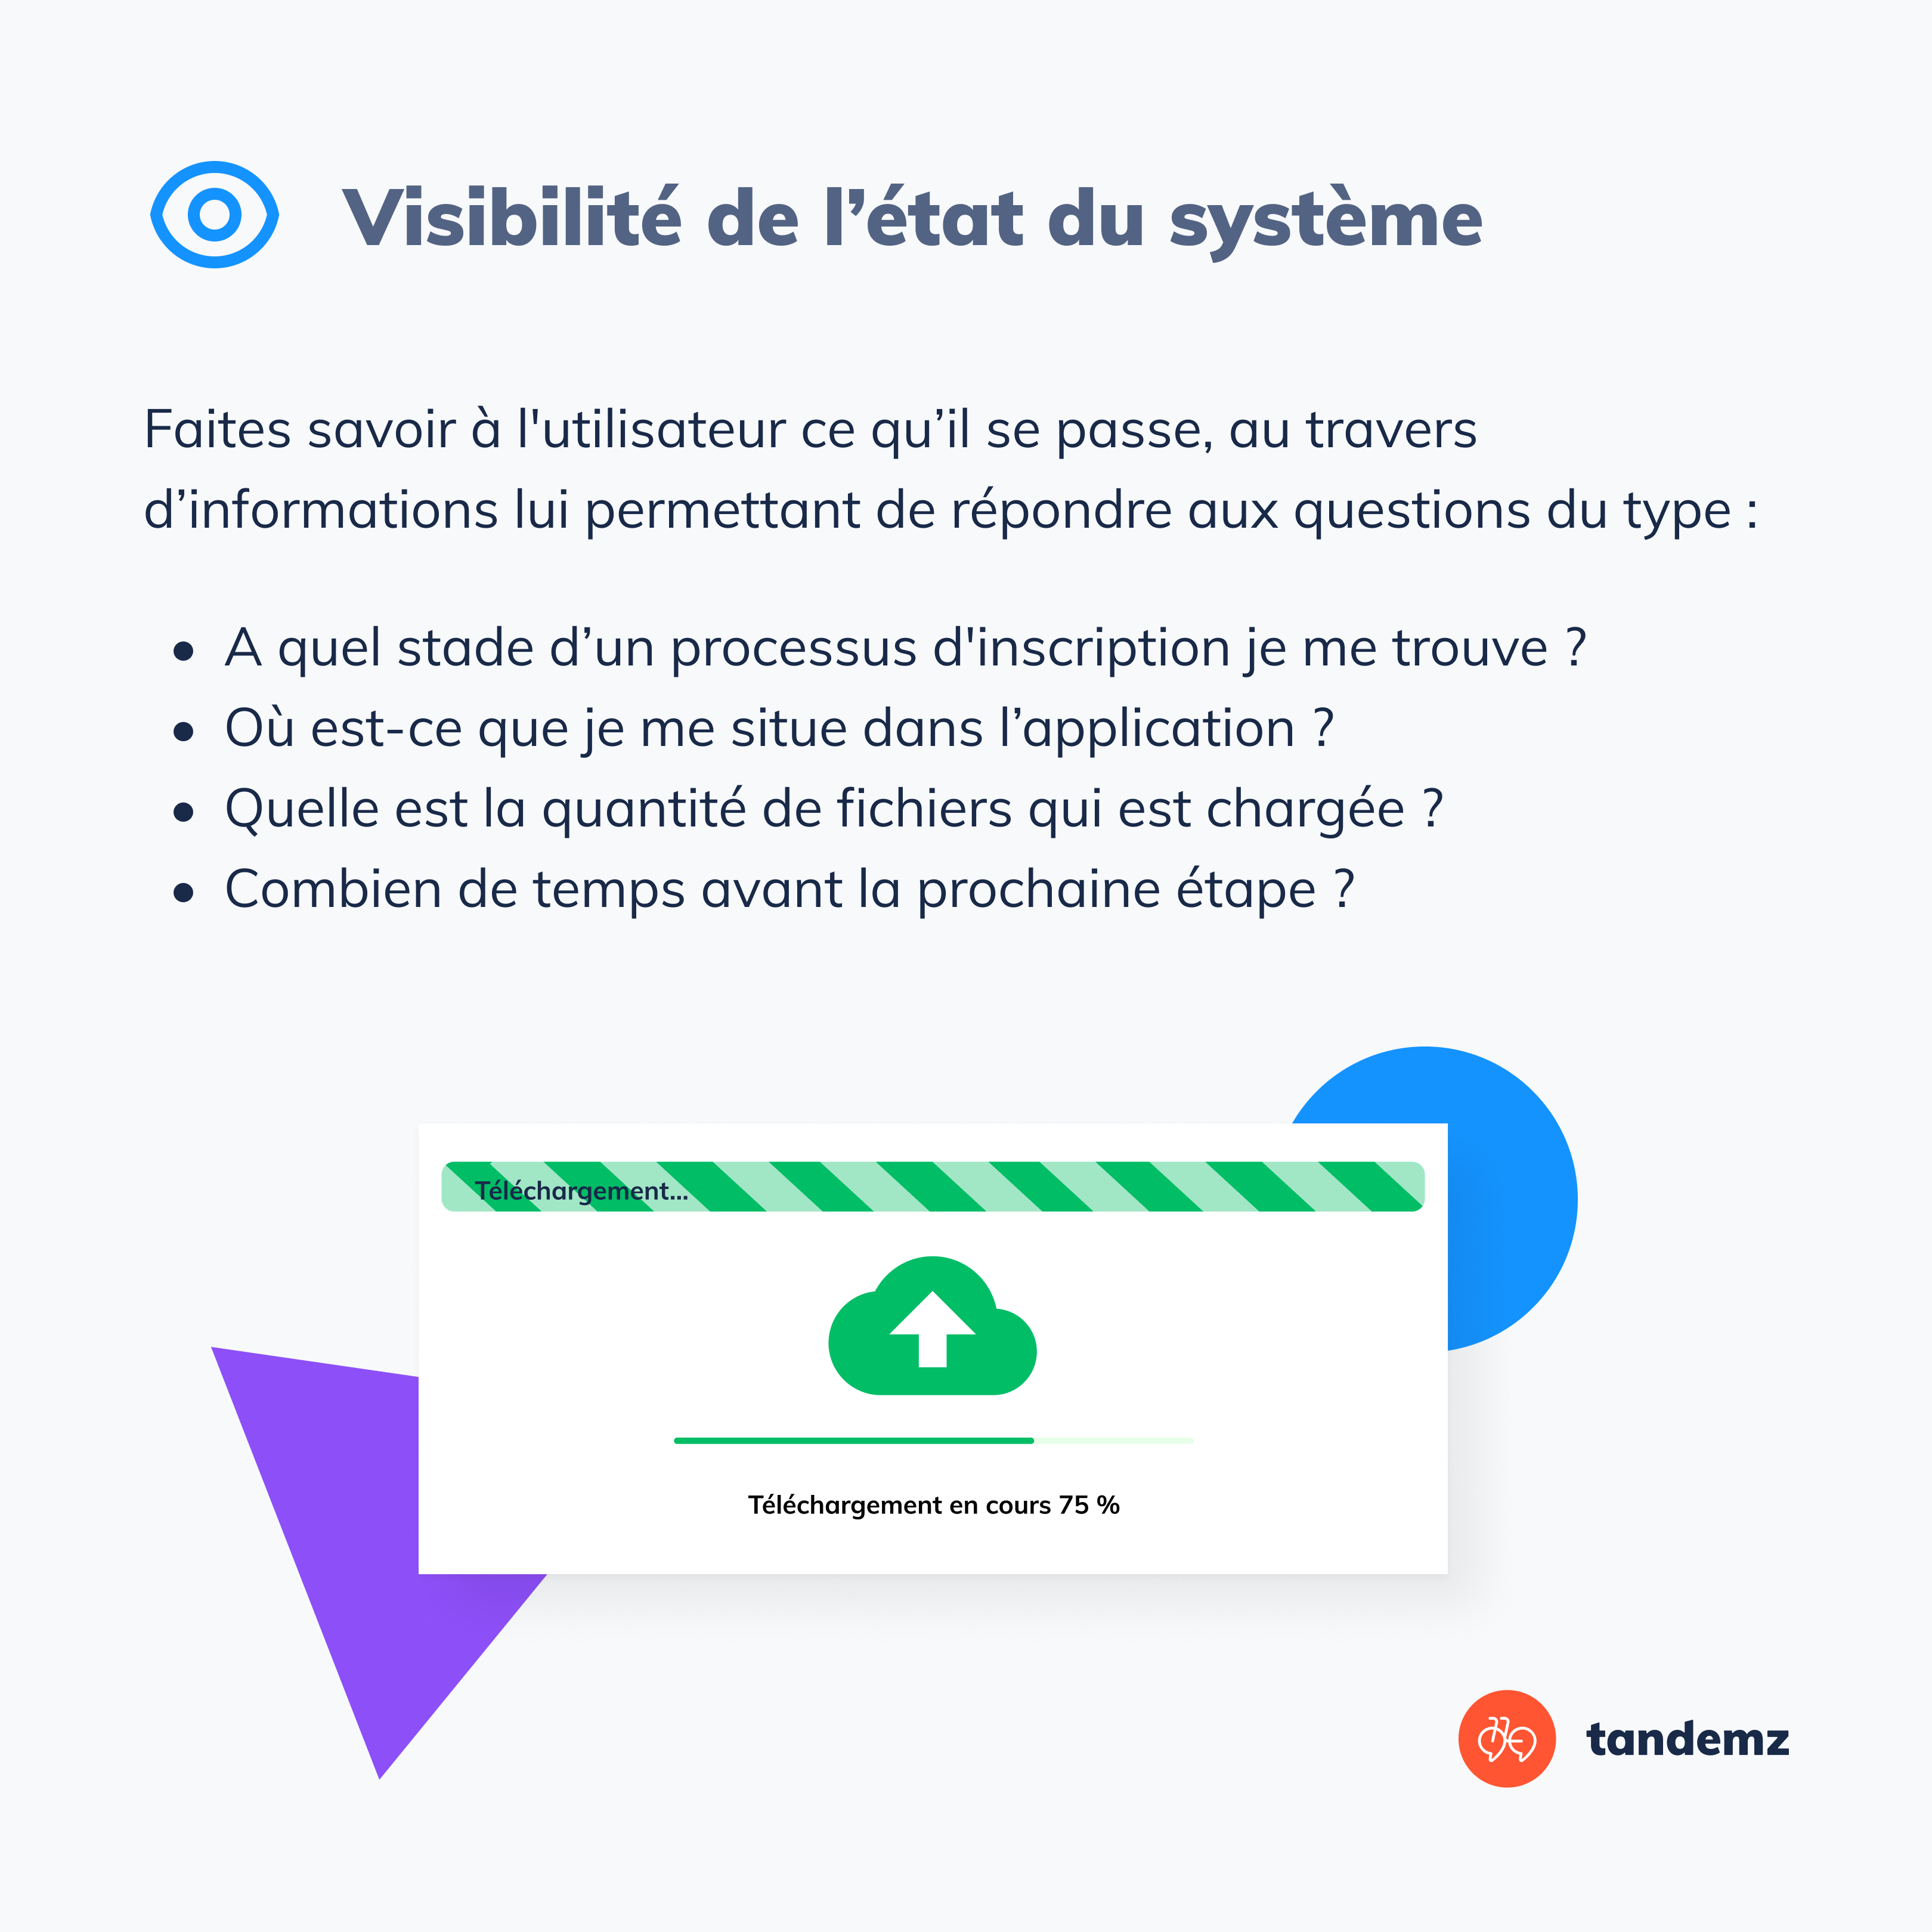 Visibilité de l’état du système
Faites savoir à l'utilisateur ce qu’il se passe, au travers
d’informations lui permettant de répondre aux questions du type :
• A quel stade d’un processus d'inscription je me trouve ?
• Où est-ce que je me situe dans l’application ?
• Quelle est la quantité de fichiers qui est chargée ?
• Combien de temps avant la prochaine étape ?
Téléchargement...
Téléchargement en cours 75 %
tandemz